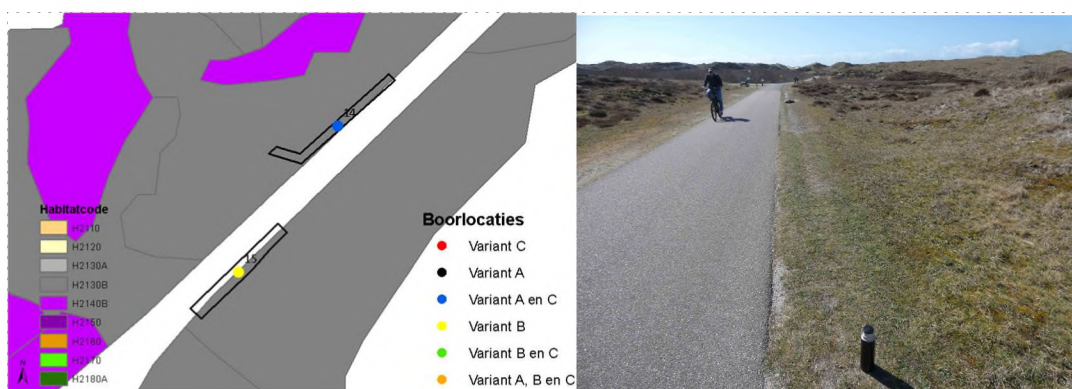 14
15
Habitatcode
H2110
H2120
H2130A
H2130B
H2140B
H2150
H2160
H2170
H2180A
N
Boorlocaties
Variant C
Variant A
Variant A en C
Variant B
Variant B en C
Variant A, B en C